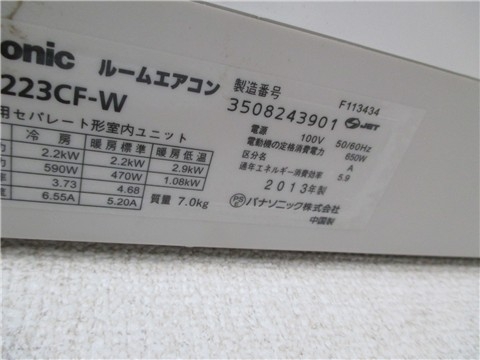 onic ルームエアコン
223CF-W
用セパレート形室内ユニット
冷房 暖房標準 暖房低温
力 2.2kW 2.2kW 2.9kW
力 590W 470W 1.08kW
3.73 4.68
6.55A 5.20A
質量 7.0kg
製造番号 F113434
3508243901 JET
電源 100V 50/60Hz
電動機の定格消費電力 650W
区分名 A
通年エネルギー消費効率 5.9
2013年製
PS E パナソニック株式会社
中国製